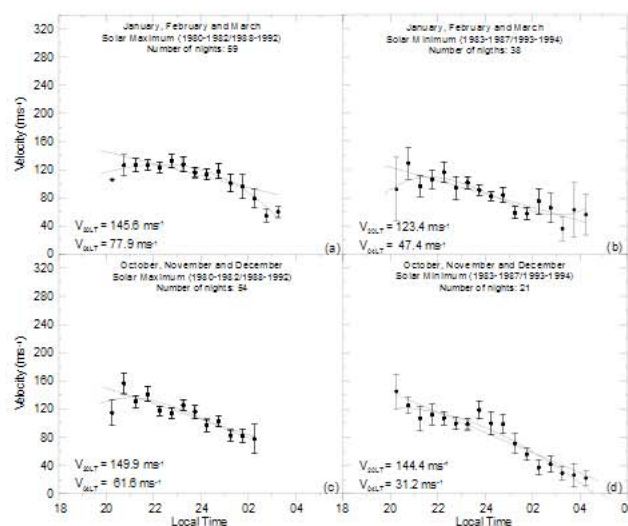 January, February and March
Solar Maximum (1980-1982/1988-1992)
Number of nights: 59
January, February and March
Solar Minimum (1983-1987/1993-1994)
Number of nigths: 38
320
280
240
200
160
120
80
40
Velocity (ms⁻¹)
V20LT = 145.6 ms⁻¹
V04LT = 77.9 ms⁻¹
(a)
V20LT = 123.4 ms⁻¹
V04LT = 47.4 ms⁻¹
(b)
October, November and December
Solar Maximum (1980-1982/1988-1992)
Number of nights: 54
October, November and December
Solar Minimum (1983-1987/1993-1994)
Number of nights: 21
320
280
240
200
160
120
80
40
0
Velocity (ms⁻¹)
V20LT = 149.9 ms⁻¹
V04LT = 61.6 ms⁻¹
(c)
V20LT = 144.4 ms⁻¹
V04LT = 31.2 ms⁻¹
(d)
18 20 22 24 02 04 18 20 22 24 02 04
Local Time Local Time